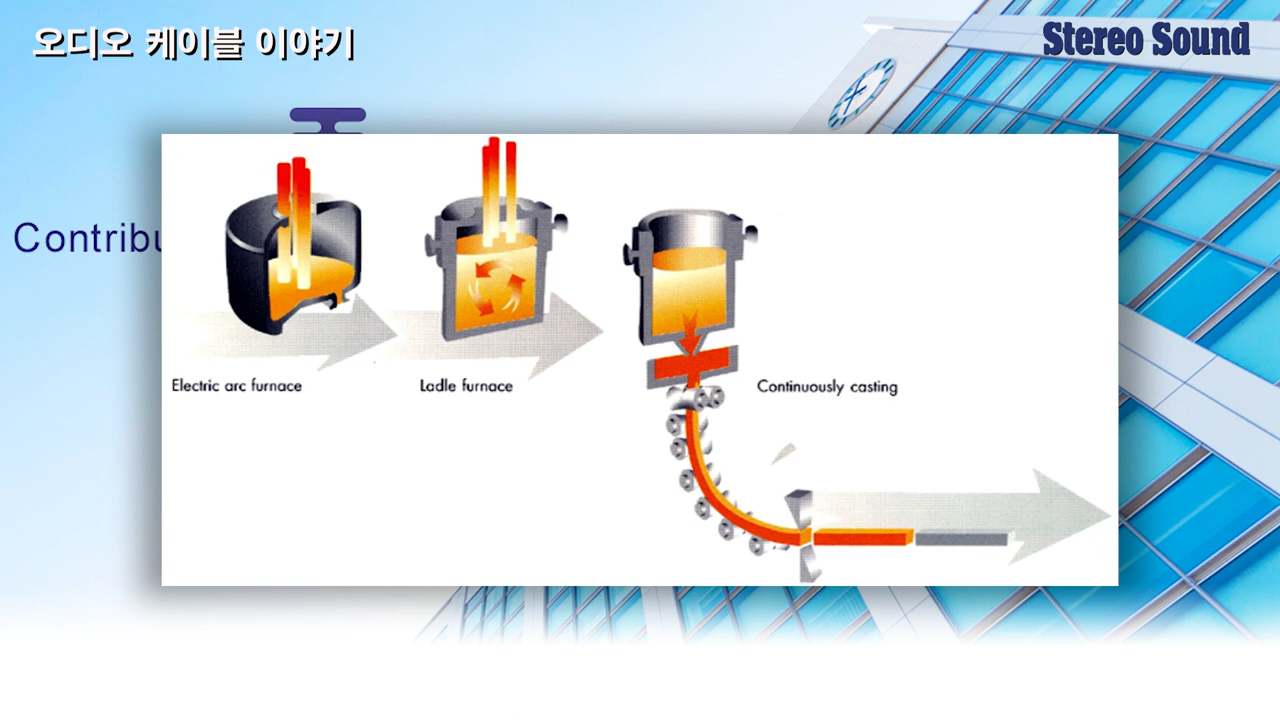 오디오 케이블 이야기
Stereo Sound
Contribu
Electric arc furnace
Ladle furnace
Continuously casting